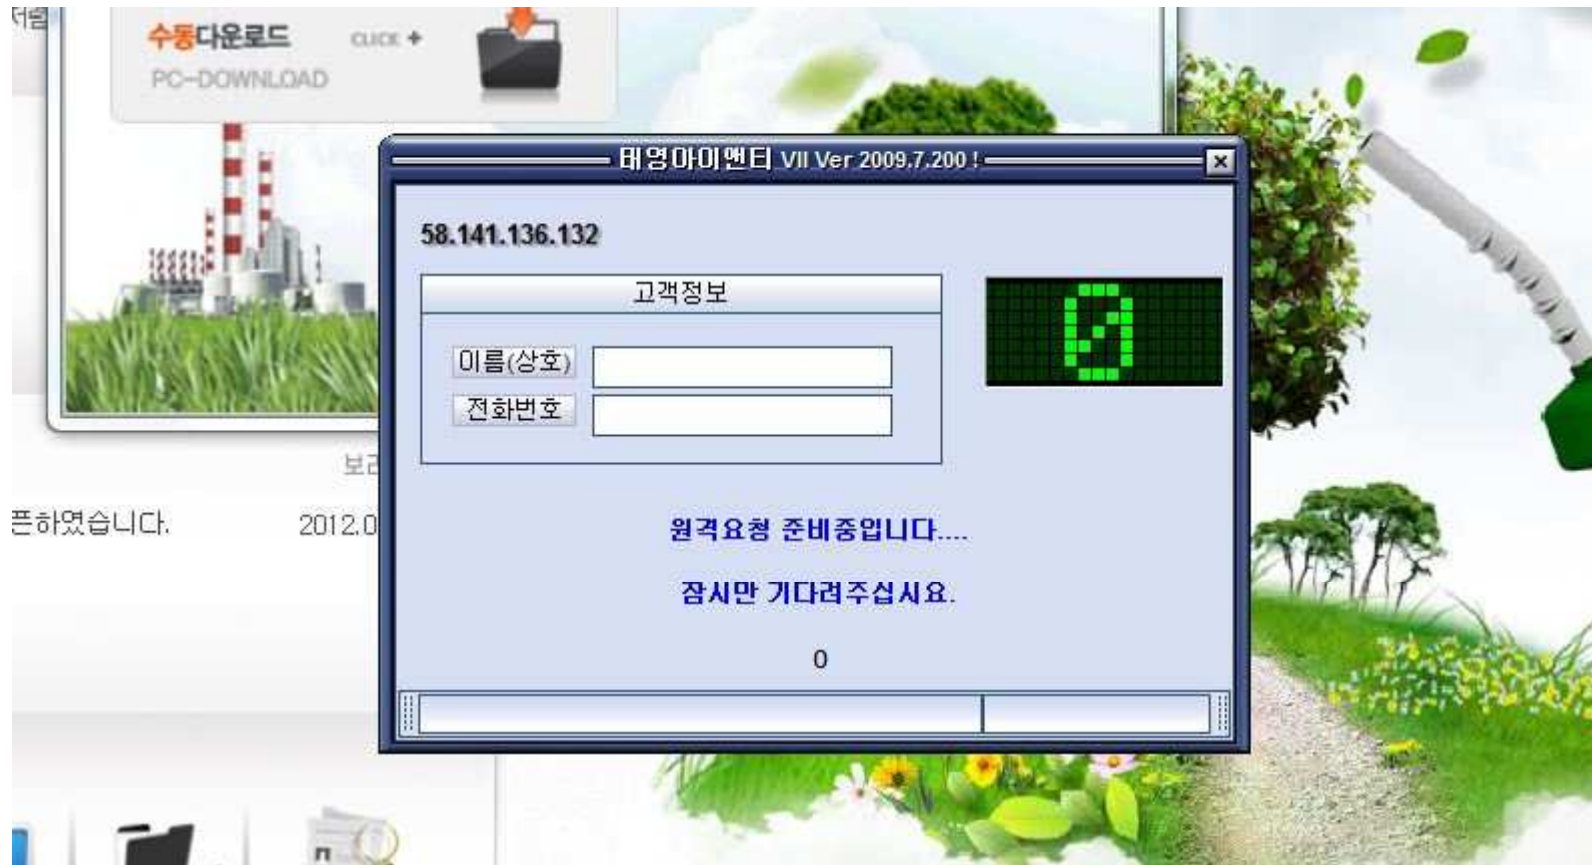 수동다운로드 CLICK +
PC-DOWNLOAD
태영아이앤티 VII Ver 2009.7.200 !
58.141.136.132
고객정보
0
이름(상호)
전화번호
픈하였습니다. 2012.0
원격요청 준비중입니다....
잠시만 기다려주십시요.
0